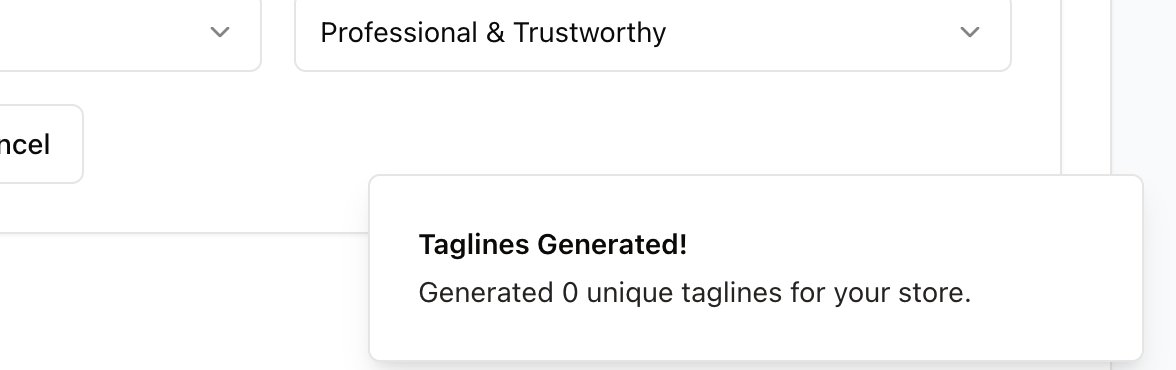 Professional & Trustworthy
ncel
Taglines Generated!
Generated 0 unique taglines for your store.